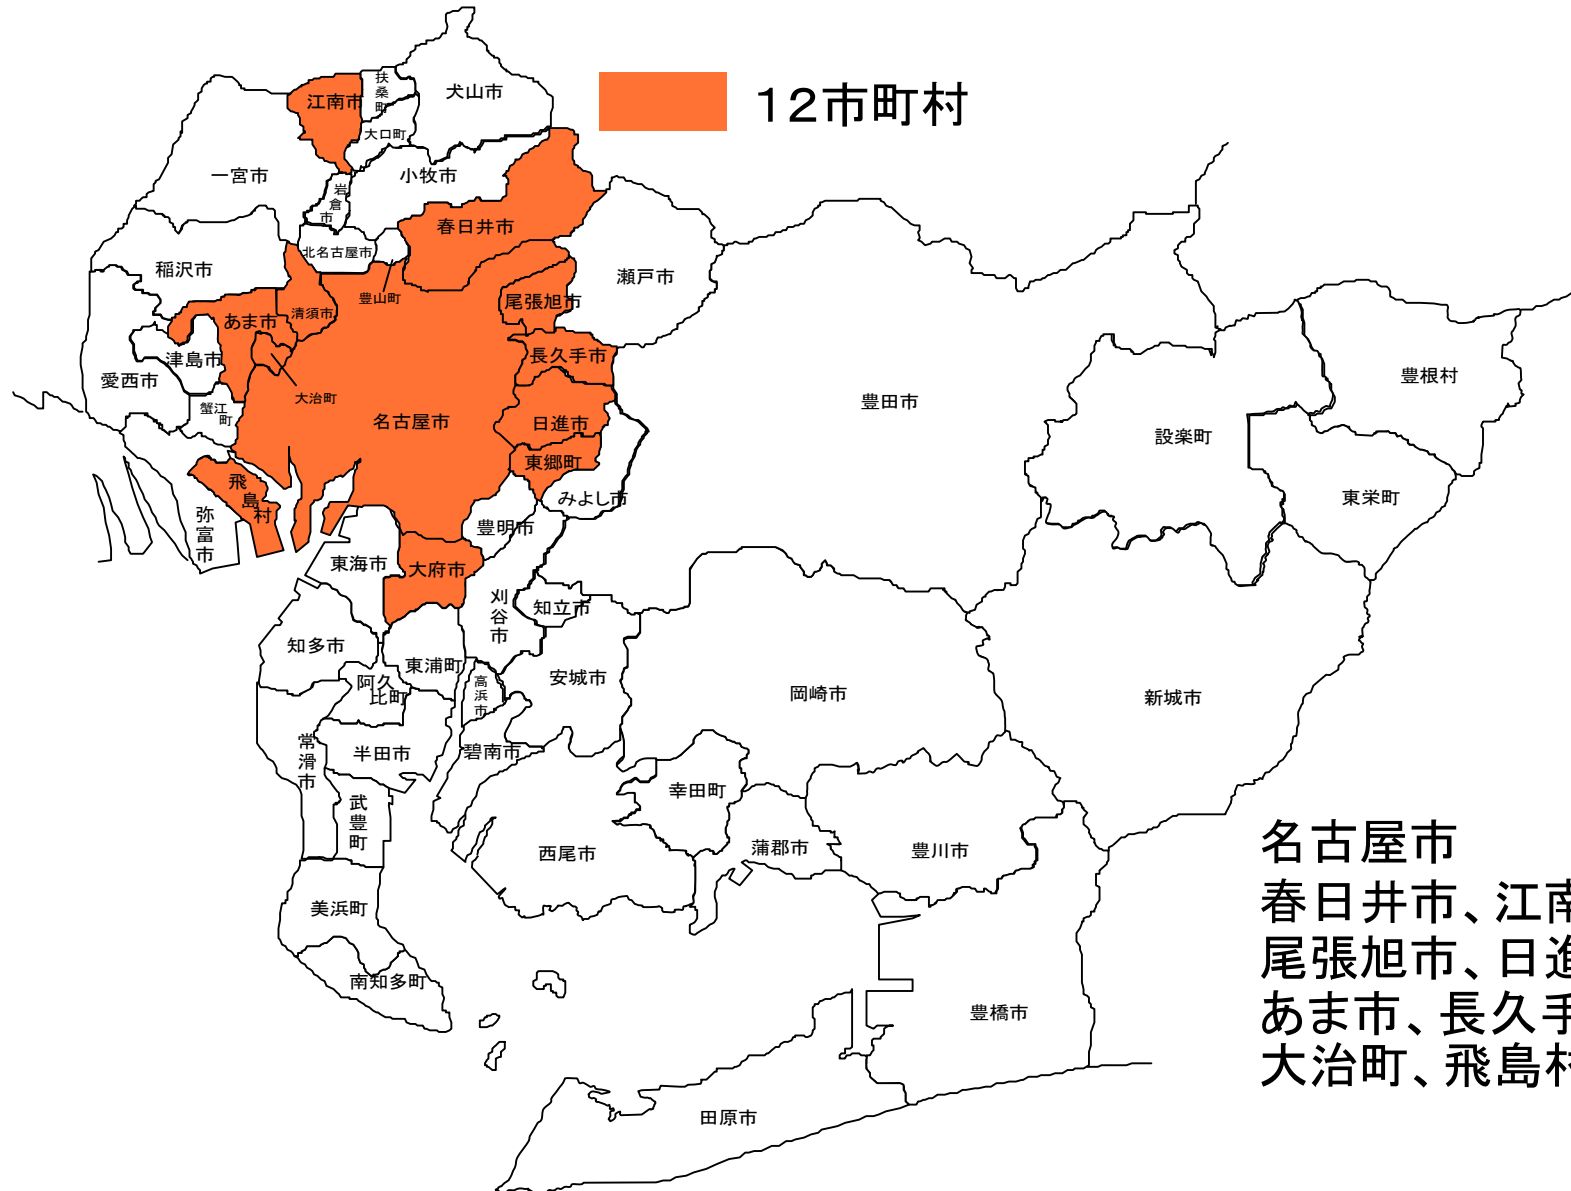 犬山市
扶桑町
江南市
12市町村
大口町
一宮市
小牧市
岩倉市
春日井市
北名古屋市
稲沢市
瀬戸市
豊山町
尾張旭市
清須市
あま市
長久手市
津島市
愛西市
大治町
豊根村
豊田市
蟹江町
名古屋市
日進市
設楽町
東郷町
飛島村
みよし市
東栄町
弥富市
豊明市
東海市
大府市
刈谷市
知立市
知多市
東浦町
安城市
阿久比町
高浜市
岡崎市
新城市
常滑市
半田市
碧南市
幸田町
武豊町
西尾市
蒲郡市
豊川市
美浜町
南知多町
豊橋市
田原市
名古屋市
春日井市、江南
尾張旭市、日進
あま市、長久手
大治町、飛島村